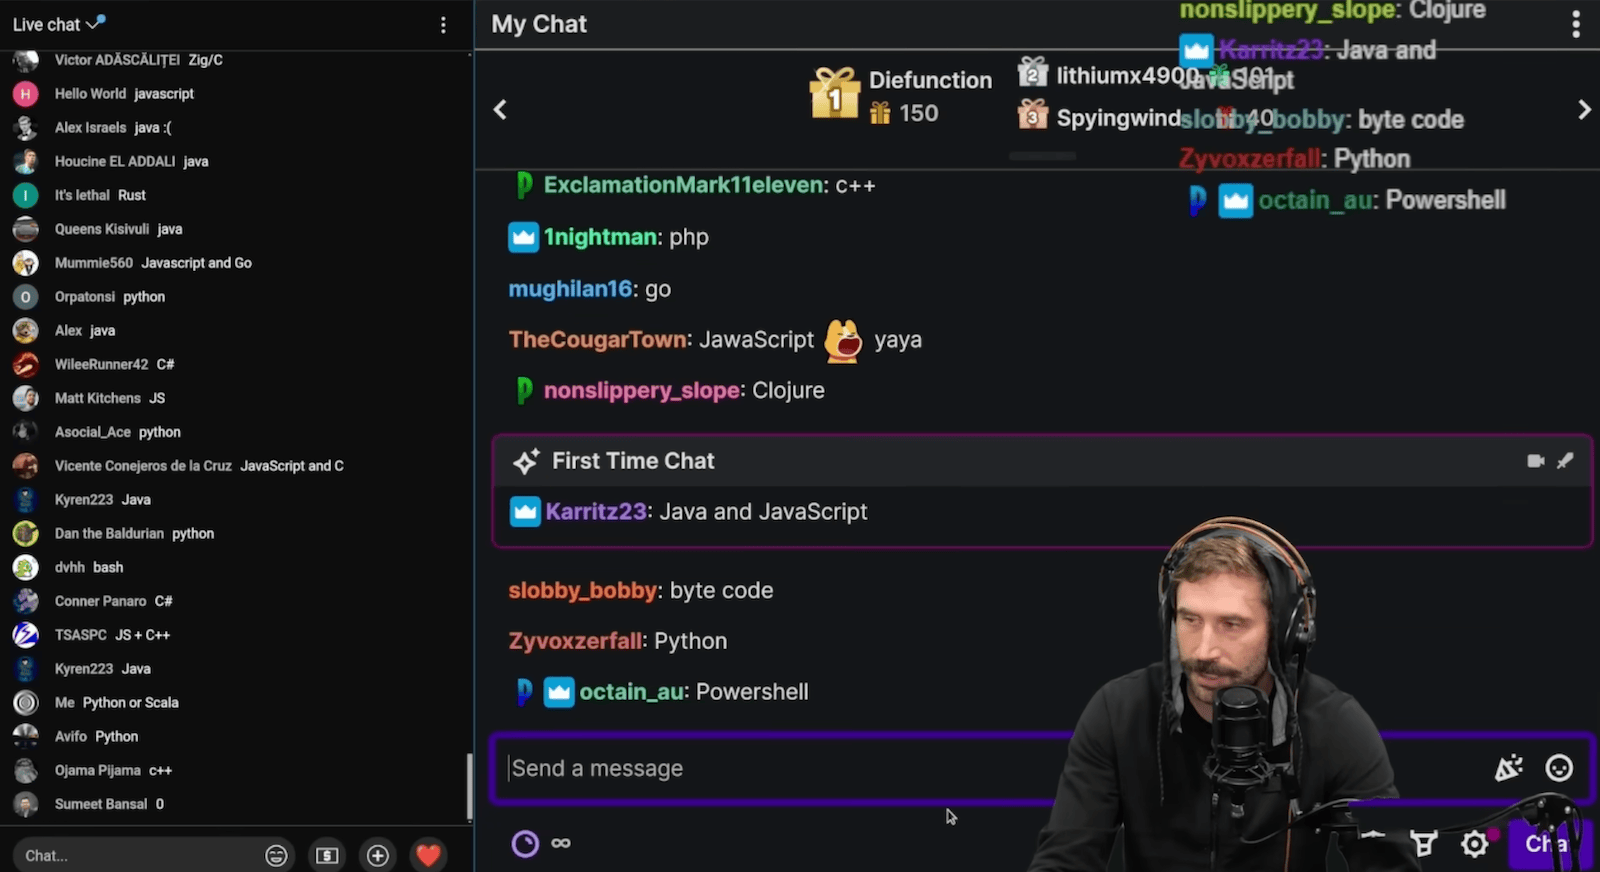 Live chat
Victor ADĂSCĂLIȚEI Zig/C
Hello World javascript
Alex Israels java :(
Houcine EL ADDALI java
It's lethal Rust
Queens Kisivuli java
Mummie560 Javascript and Go
Orpatonsi python
Alex java
WileeRunner42 C#
Matt Kitchens JS
Asocial_Ace python
Vicente Conejeros de la Cruz JavaScript and C
Kyren223 Java
Dan the Baldurian python
dvhh bash
Conner Panaro C#
TSASPC JS + C++
Kyren223 Java
Me Python or Scala
Avifo Python
Ojama Pijama c++
Sumeet Bansal 0
Chat...
My Chat
1 Diefunction
150
2 lithiumx4900 101
3 Spyingwind 40
ExclamationMark11eleven: c++
1nightman: php
mughilan16: go
TheCougarTown: JawaScript yaya
nonslippery_slope: Clojure
First Time Chat
Karritz23: Java and JavaScript
slobby_bobby: byte code
Zyvoxzerfall: Python
octain_au: Powershell
Send a message
Chat
nonslippery_slope: Clojure
Karritz23: Java and
JavaScript
slobby_bobby: byte code
Zyvoxzerfall: Python
octain_au: Powershell